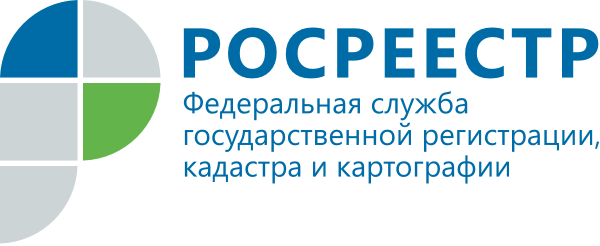 РОСРЕЕСТР
Федеральная служба
государственной регистрации,
кадастра и картографии